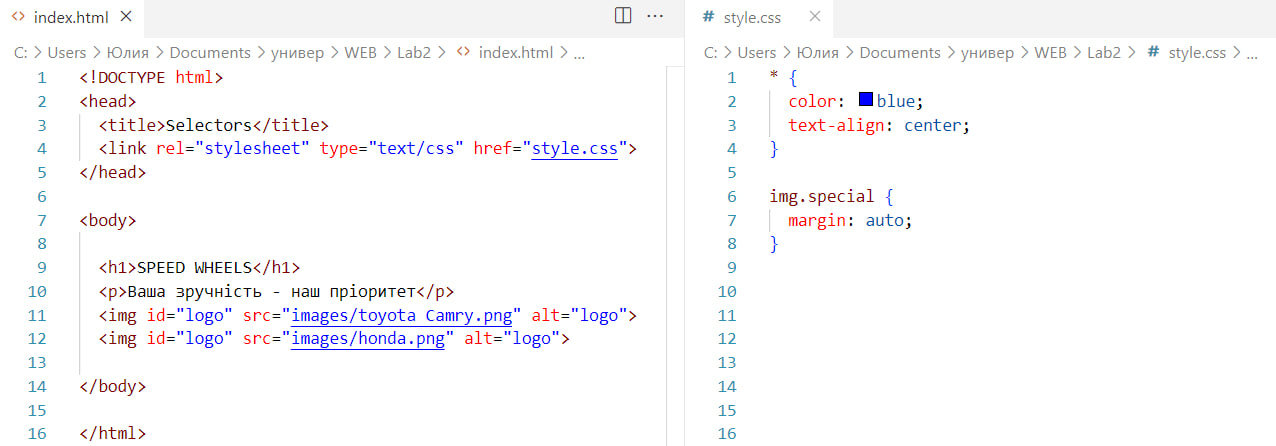 index.html
C: > Users > Юлия > Documents > универ > WEB > Lab2 > <> index.html > ...
1 <!DOCTYPE html>
2 <head>
3 <title>Selectors</title>
4 <link rel="stylesheet" type="text/css" href="style.css">
5 </head>
6
7 <body>
8
9 <h1>SPEED WHEELS</h1>
10 <p>Ваша зручність - наш пріоритет</p>
11 <img id="logo" src="images/toyota Camry.png" alt="logo">
12 <img id="logo" src="images/honda.png" alt="logo">
13
14 </body>
15
16 </html>
# style.css
C: > Users > Юлия > Documents > универ > WEB > Lab2 > # style.css > ...
1 * {
2 color: blue;
3 text-align: center;
4 }
5
6 img.special {
7 margin: auto;
8 }
9
10
11
12
13
14
15
16